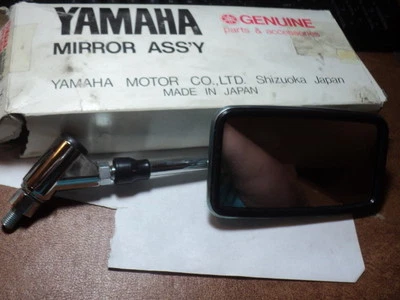 YAMAHA
GENUINE
parts & accessories
MIRROR ASS'Y
YAMAHA MOTOR CO.,LTD. Shizuoka Japan
MADE IN JAPAN